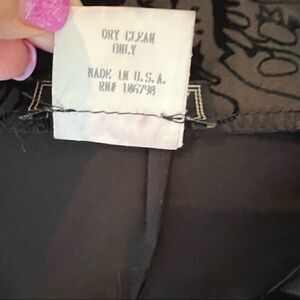 DRY CLEAN
ONLY
MADE IN U.S.A.
RN# 106798